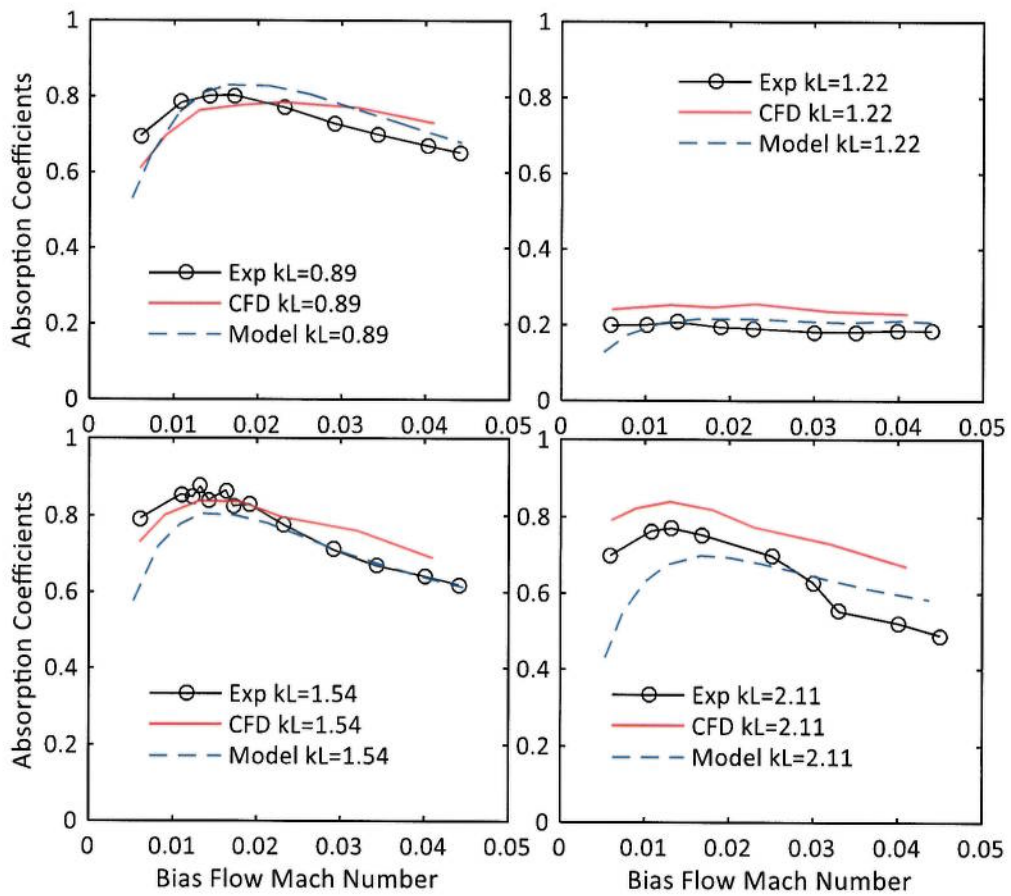 1
0.8
0.6
0.4
0.2
0
Absorption Coefficients
Exp kL=0.89
CFD kL=0.89
Model kL=0.89
0 0.01 0.02 0.03 0.04 0.05
1
0.8
0.6
0.4
0.2
0
Exp kL=1.22
CFD kL=1.22
Model kL=1.22
0 0.01 0.02 0.03 0.04 0.05
1
0.8
0.6
0.4
0.2
0
Absorption Coefficients
Exp kL=1.54
CFD kL=1.54
Model kL=1.54
0 0.01 0.02 0.03 0.04 0.05
Bias Flow Mach Number
1
0.8
0.6
0.4
0.2
0
Exp kL=2.11
CFD kL=2.11
Model kL=2.11
0 0.01 0.02 0.03 0.04 0.05
Bias Flow Mach Number